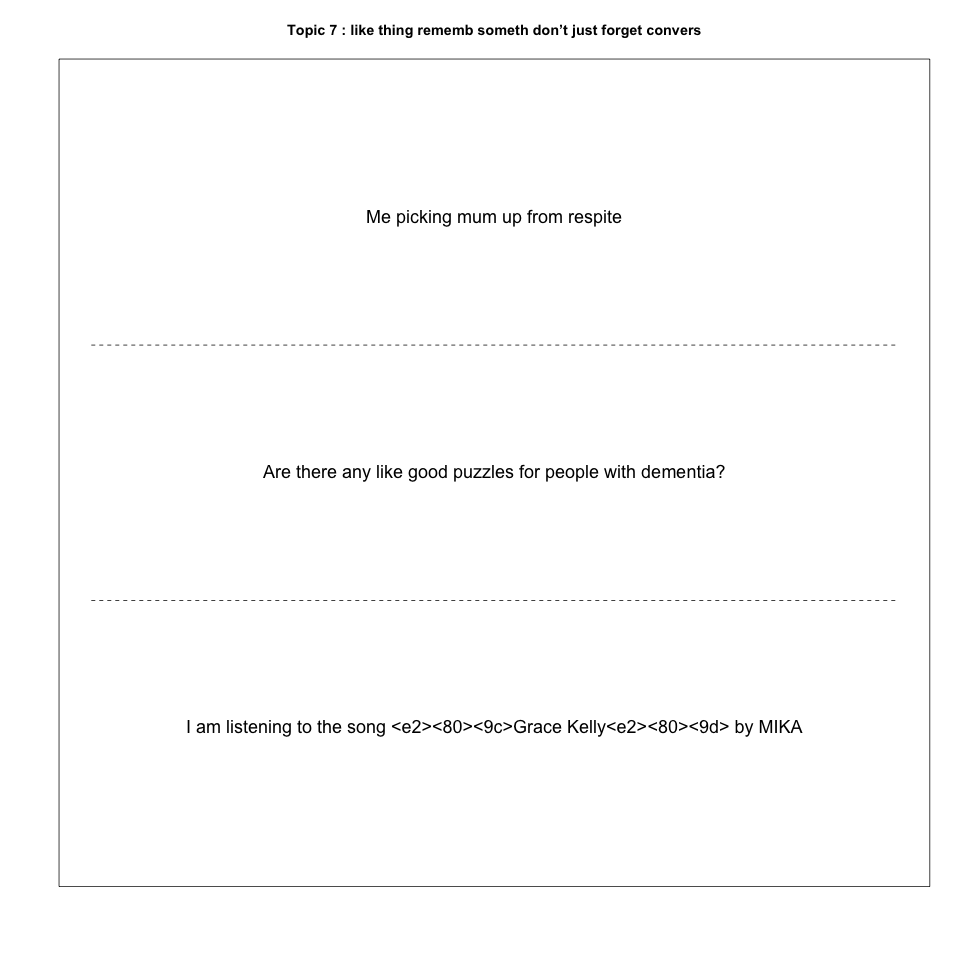 Topic 7 : like thing rememb someth don’t just forget convers
Me picking mum up from respite
Are there any like good puzzles for people with dementia?
I am listening to the song <e2><80><9c>Grace Kelly<e2><80><9d> by MIKA